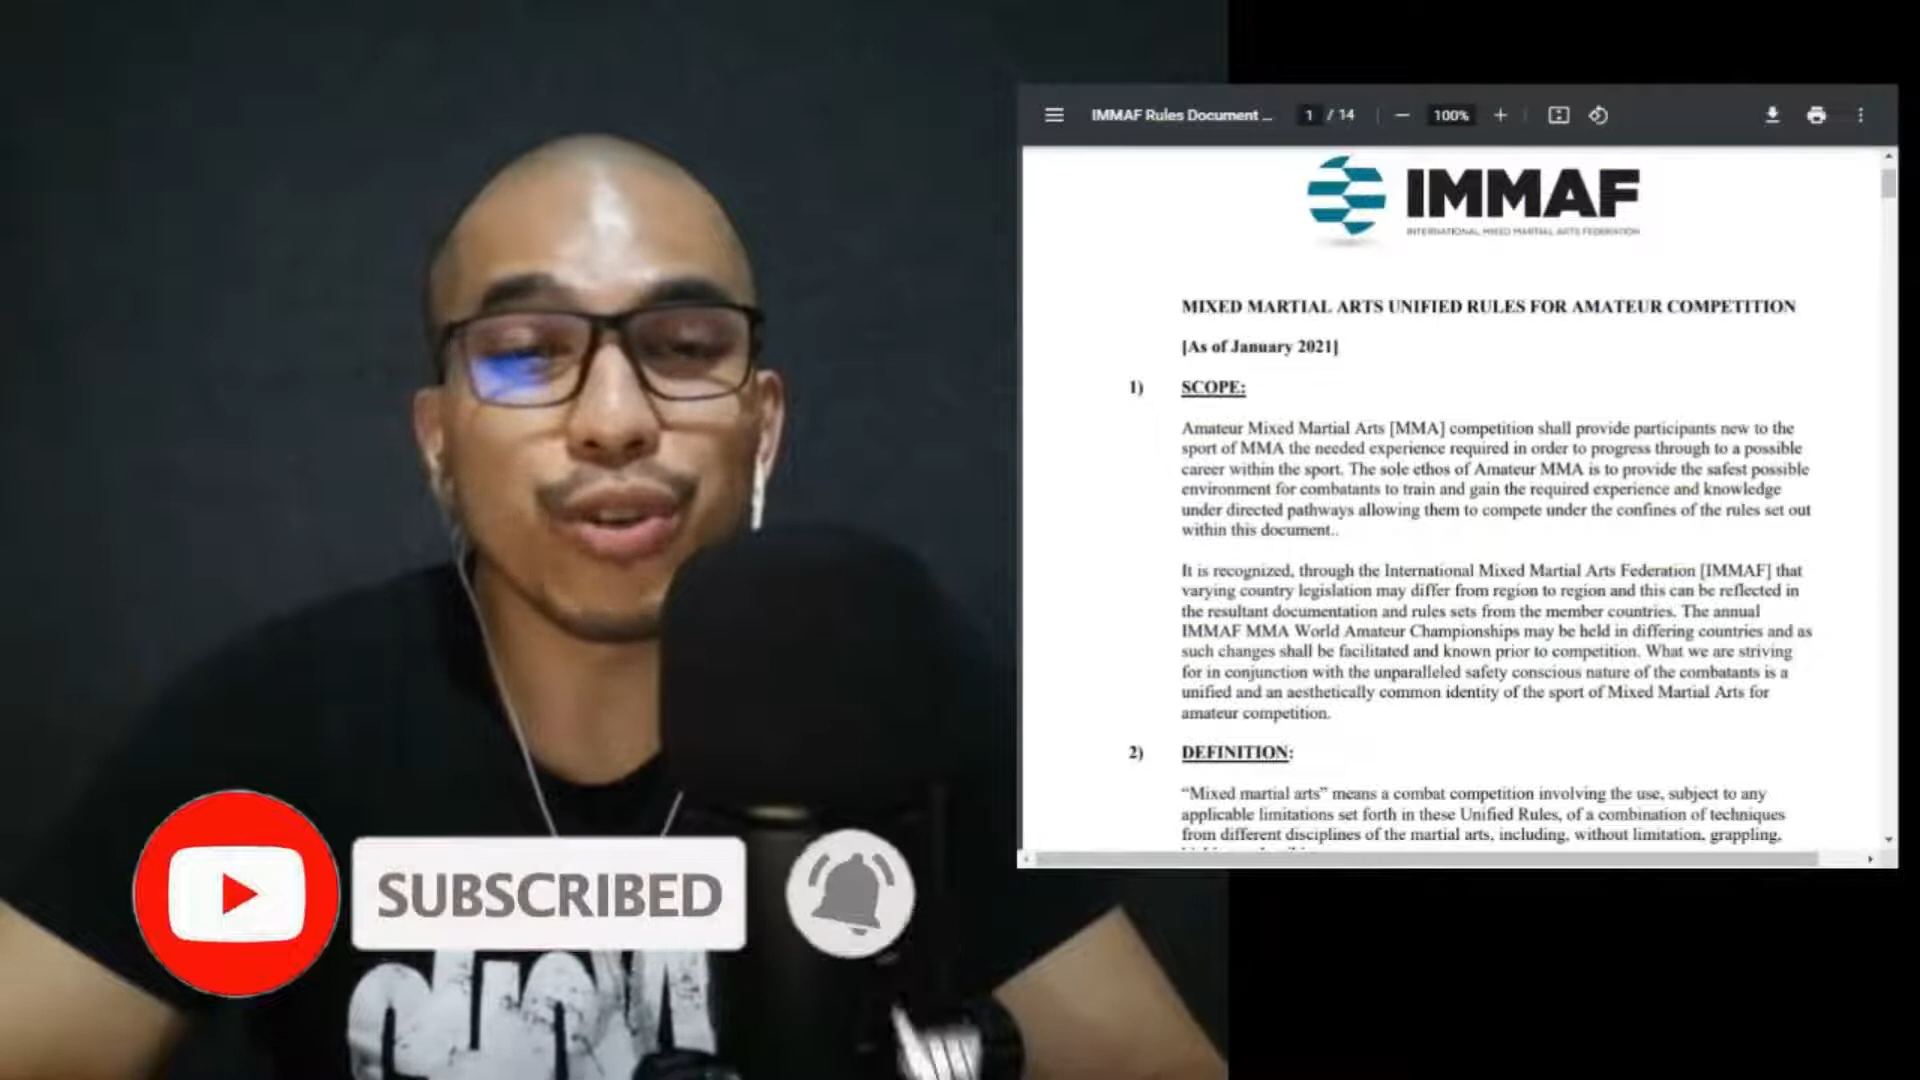 IMMAF Rules Document ...
1 / 14
100%
IMMAF
INTERNATIONAL MIXED MARTIAL ARTS FEDERATION
MIXED MARTIAL ARTS UNIFIED RULES FOR AMATEUR COMPETITION
[As of January 2021]
1) SCOPE:
Amateur Mixed Martial Arts [MMA] competition shall provide participants new to the
sport of MMA the needed experience required in order to progress through to a possible
career within the sport. The sole ethos of Amateur MMA is to provide the safest possible
environment for combatants to train and gain the required experience and knowledge
under directed pathways allowing them to compete under the confines of the rules set out
within this document..
It is recognized, through the International Mixed Martial Arts Federation [IMMAF] that
varying country legislation may differ from region to region and this can be reflected in
the resultant documentation and rules sets from the member countries. The annual
IMMAF MMA World Amateur Championships may be held in differing countries and as
such changes shall be facilitated and known prior to competition. What we are striving
for in conjunction with the unparalleled safety conscious nature of the combatants is a
unified and an aesthetically common identity of the sport of Mixed Martial Arts for
amateur competition.
2) DEFINITION:
“Mixed martial arts” means a combat competition involving the use, subject to any
applicable limitations set forth in these Unified Rules, of a combination of techniques
from different disciplines of the martial arts, including, without limitation, grappling,
SUBSCRIBED